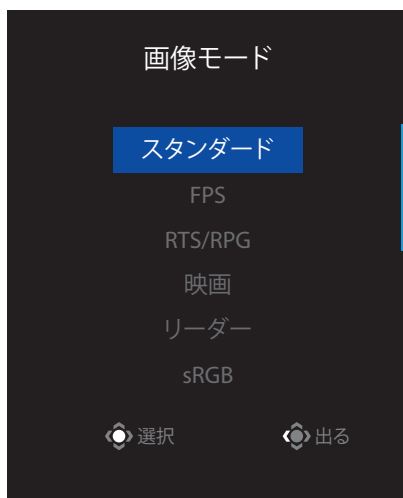 画像モード
スタンダード
FPS
RTS/RPG
映画
リーダー
sRGB
選択 出る